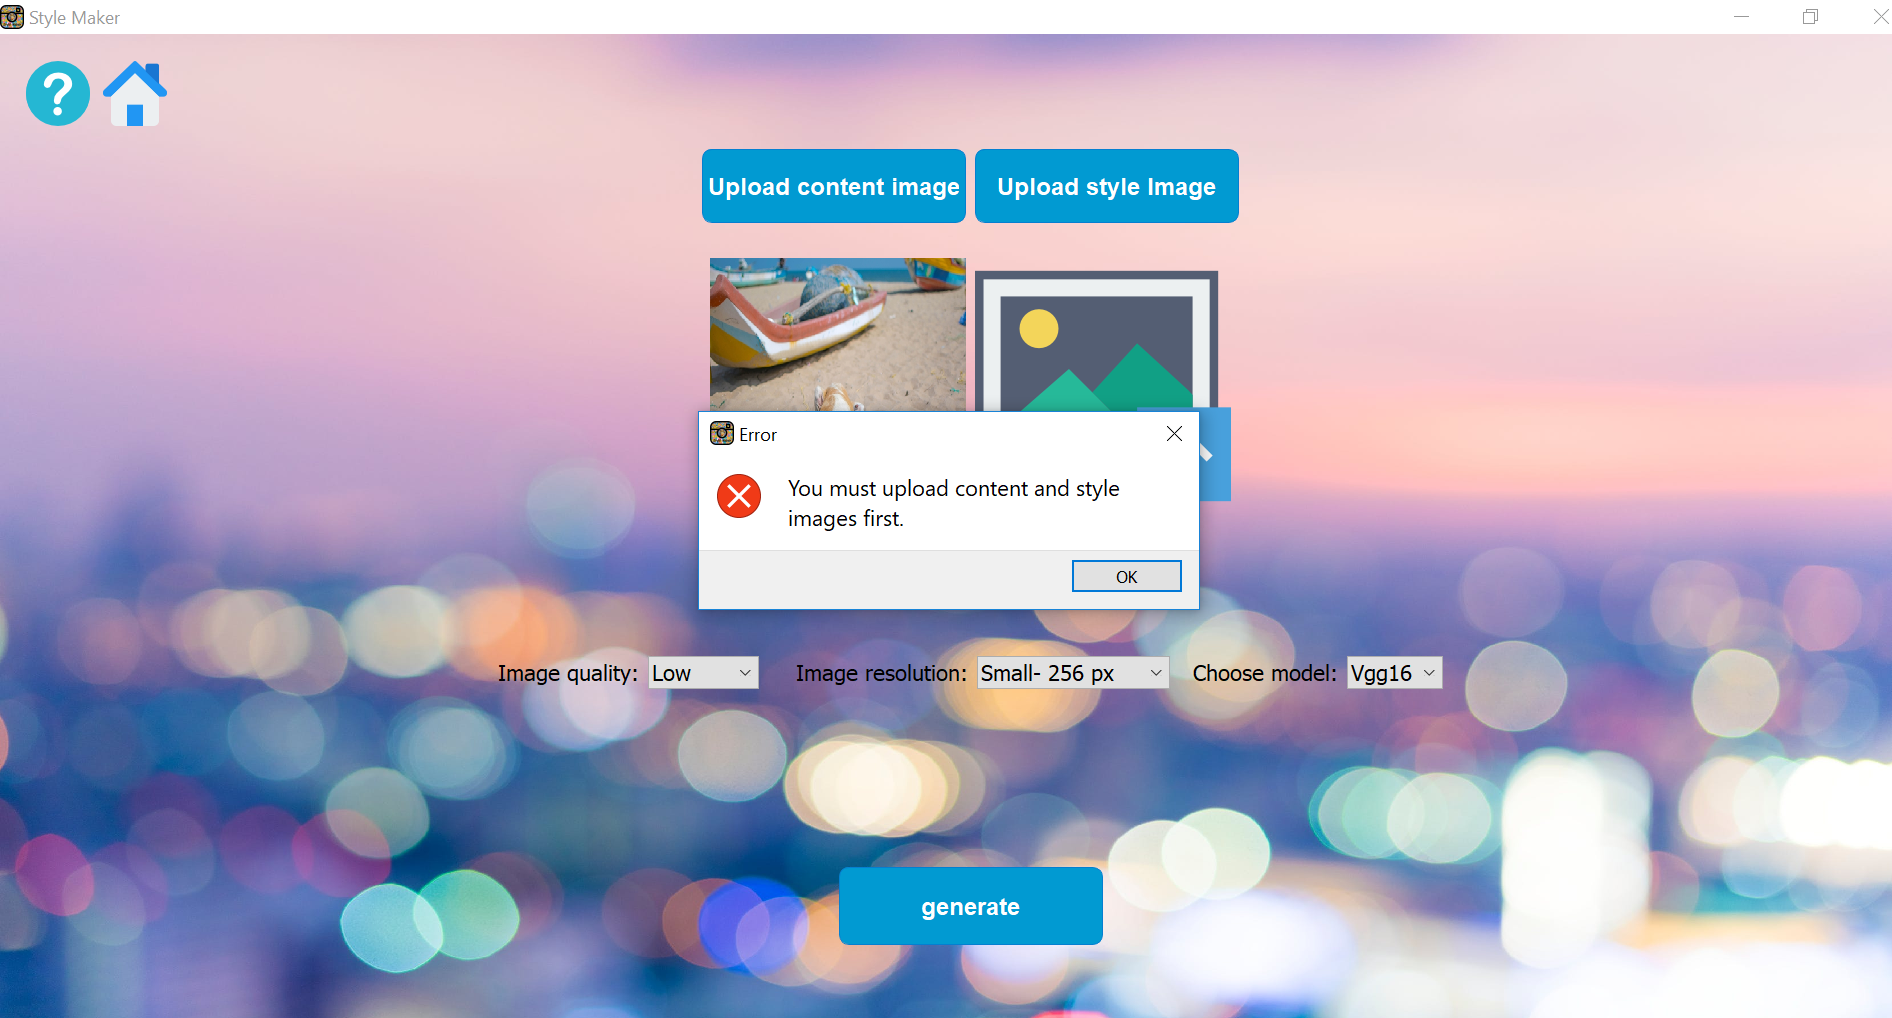 Style Maker
Upload content image
Upload style Image
Error
You must upload content and style
images first.
OK
Image quality: Low
Image resolution: Small- 256 px
Choose model: Vgg16
generate